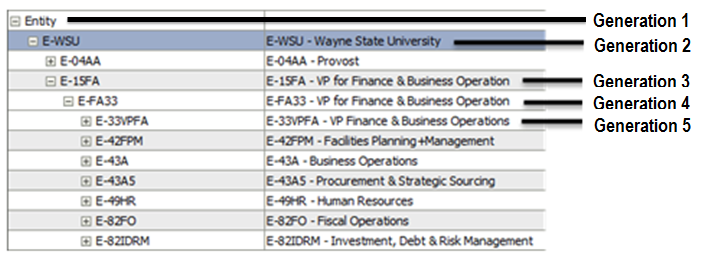 Entity Generation 1
E-WSU E-WSU - Wayne State University Generation 2
E-04AA E-04AA - Provost
E-15FA E-15FA - VP for Finance & Business Operation Generation 3
E-FA33 E-FA33 - VP for Finance & Business Operation Generation 4
E-33VPFA E-33VPFA - VP Finance & Business Operations Generation 5
E-42FPM E-42FPM - Facilities Planning+Management
E-43A E-43A - Business Operations
E-43A5 E-43A5 - Procurement & Strategic Sourcing
E-49HR E-49HR - Human Resources
E-82FO E-82FO - Fiscal Operations
E-82IDRM E-82IDRM - Investment, Debt & Risk Management